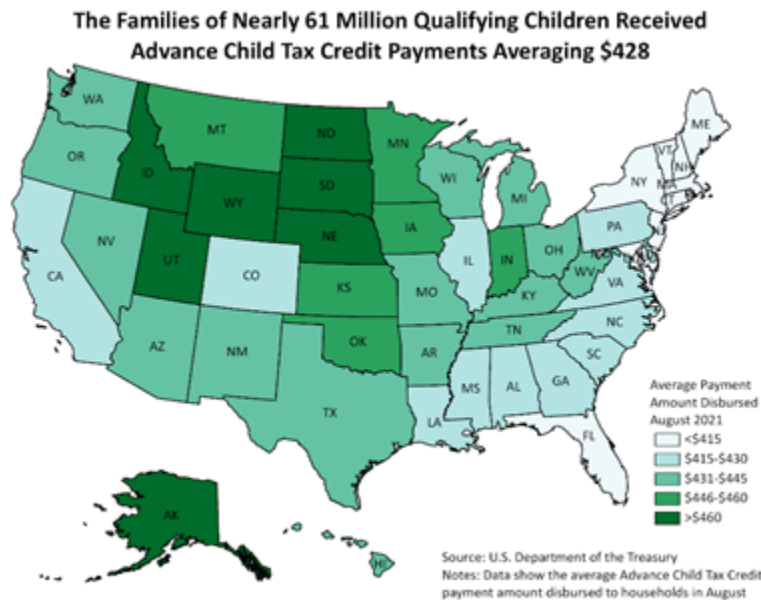 The Families of Nearly 61 Million Qualifying Children Received
Advance Child Tax Credit Payments Averaging $428
WA
MT
ND
MN
OR
ID
SD
WI
MI
ME
VT
NH
NY
WY
IA
NE
PA
NV
UT
CO
IL
IN
OH
CA
KS
MO
WV
VA
KY
NC
AZ
NM
OK
AR
TN
SC
TX
LA
MS
AL
GA
FL
AK
HI
Average Payment
Amount Disbursed
August 2021
<$415
$415-$430
$431-$445
$446-$460
>$460
Source: U.S. Department of the Treasury
Notes: Data show the average Advance Child Tax Credit
payment amount disbursed to households in August